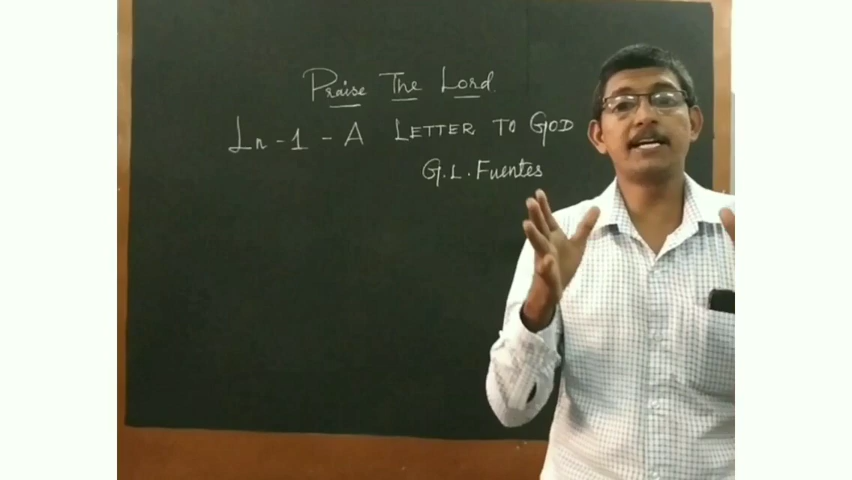 Praise The Lord.
Ln - 1 - A LETTER TO GOD
G. L. Fuentes